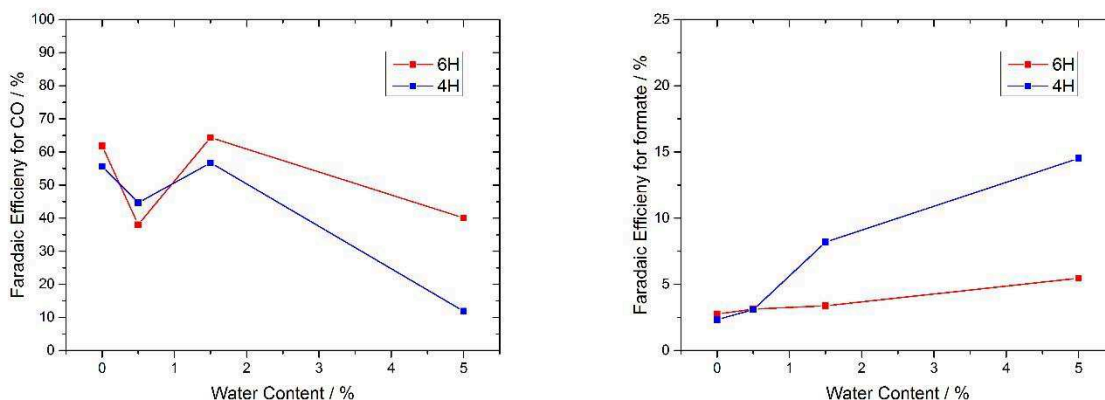 Faradaic Efficieny for CO / %
100
90
80
70
60
50
40
30
20
10
0
6H
4H
0 1 2 3 4 5
Water Content / %
Faradaic Efficieny for formate / %
25
20
15
10
5
0
6H
4H
0 1 2 3 4 5
Water Content / %